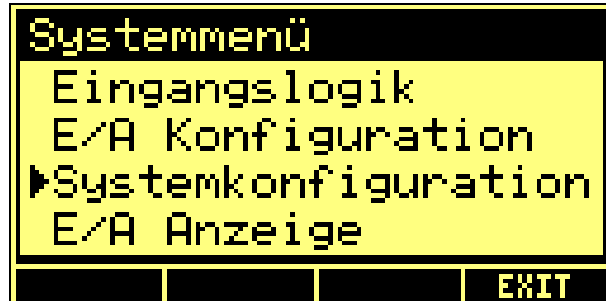 Systemmenü
Eingangslogik
E/A Konfiguration
Systemkonfiguration
E/A Anzeige
EXIT